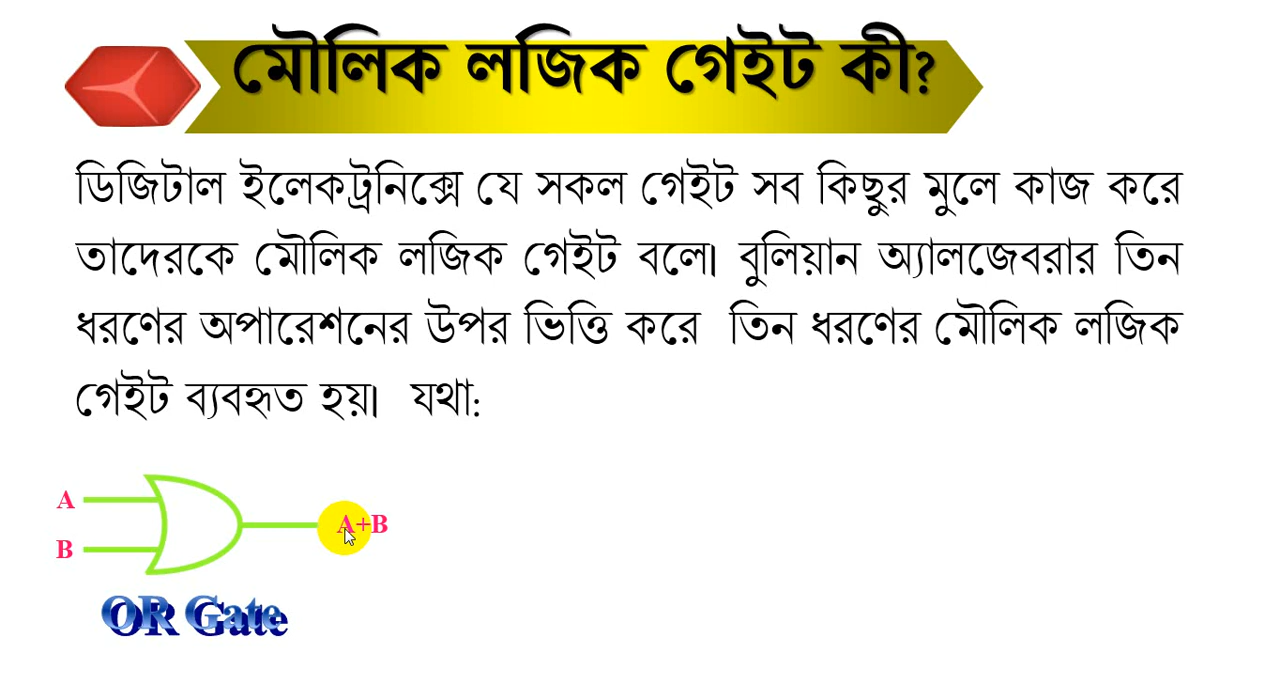 মৌলিক লজিক গেইট কী?
ডিজিটাল ইলেকট্রনিক্সে যে সকল গেইট সব কিছুর মুলে কাজ করে
তাদেরকে মৌলিক লজিক গেইট বলে। বুলিয়ান অ্যালজেবরার তিন
ধরণের অপারেশনের উপর ভিত্তি করে তিন ধরণের মৌলিক লজিক
গেইট ব্যবহৃত হয়। যথা:
A
A+B
B
OR Gate